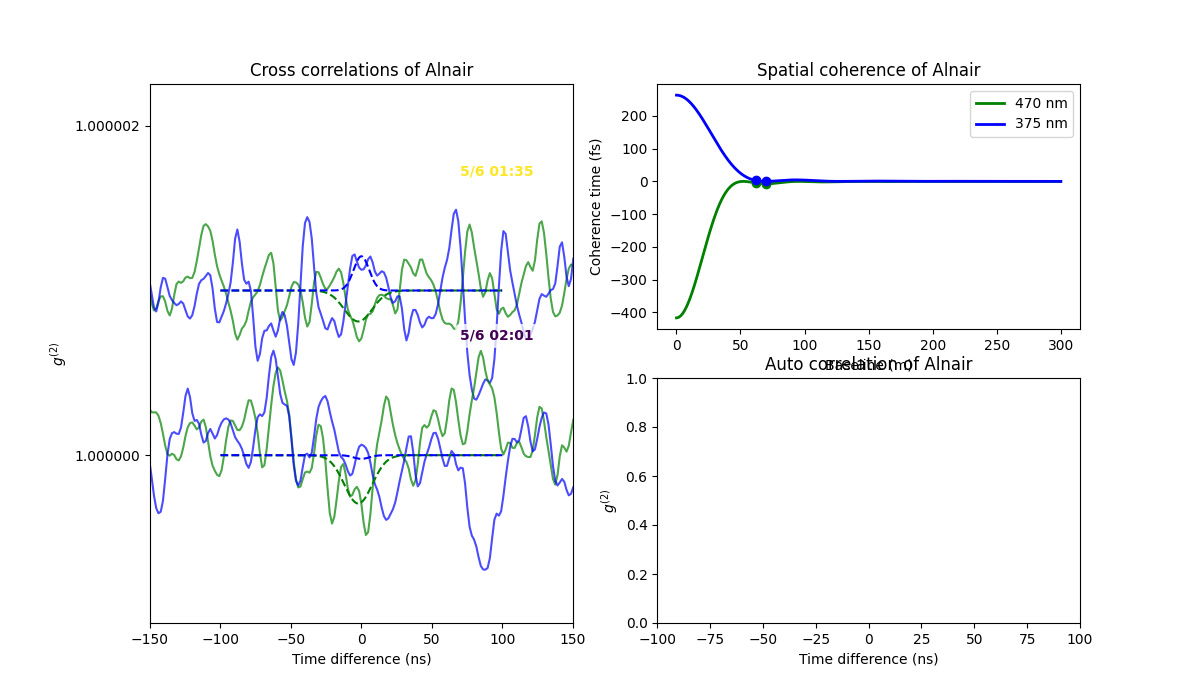 Cross correlations of Alnair
1.000002
1.000000
g(2)
5/6 01:35
5/6 02:01
−150 −100 −50 0 50 100 150
Time difference (ns)
Spatial coherence of Alnair
470 nm
375 nm
200
100
0
−100
−200
−300
−400
Coherence time (fs)
0 50 100 150 200 250 300
Baseline (m)
Auto correlation of Alnair
1.0
0.8
0.6
0.4
0.2
0.0
g(2)
−100 −75 −50 −25 0 25 50 75 100
Time difference (ns)